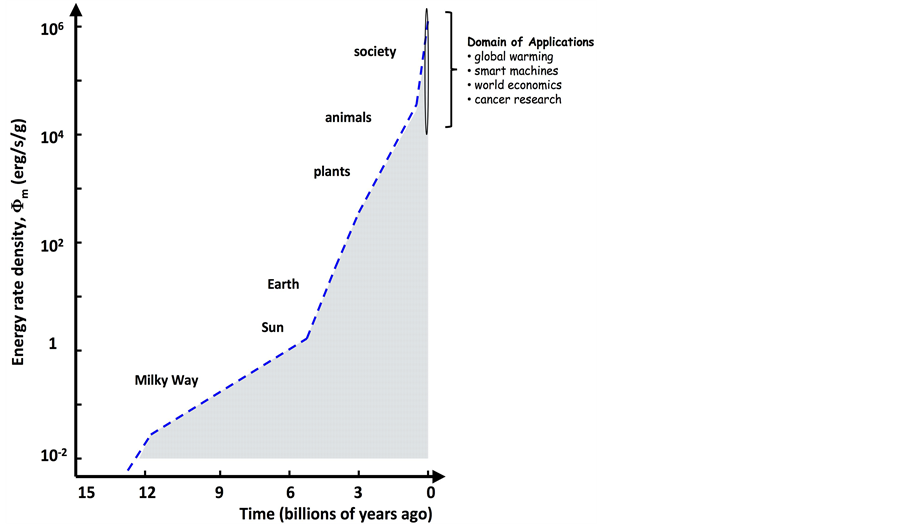 10⁶
society
Domain of Applications
• global warming
• smart machines
• world economics
• cancer research
animals
10⁴
plants
Energy rate density, Φm (erg/s/g)
10²
Earth
Sun
1
Milky Way
10⁻²
15 12 9 6 3 0
Time (billions of years ago)